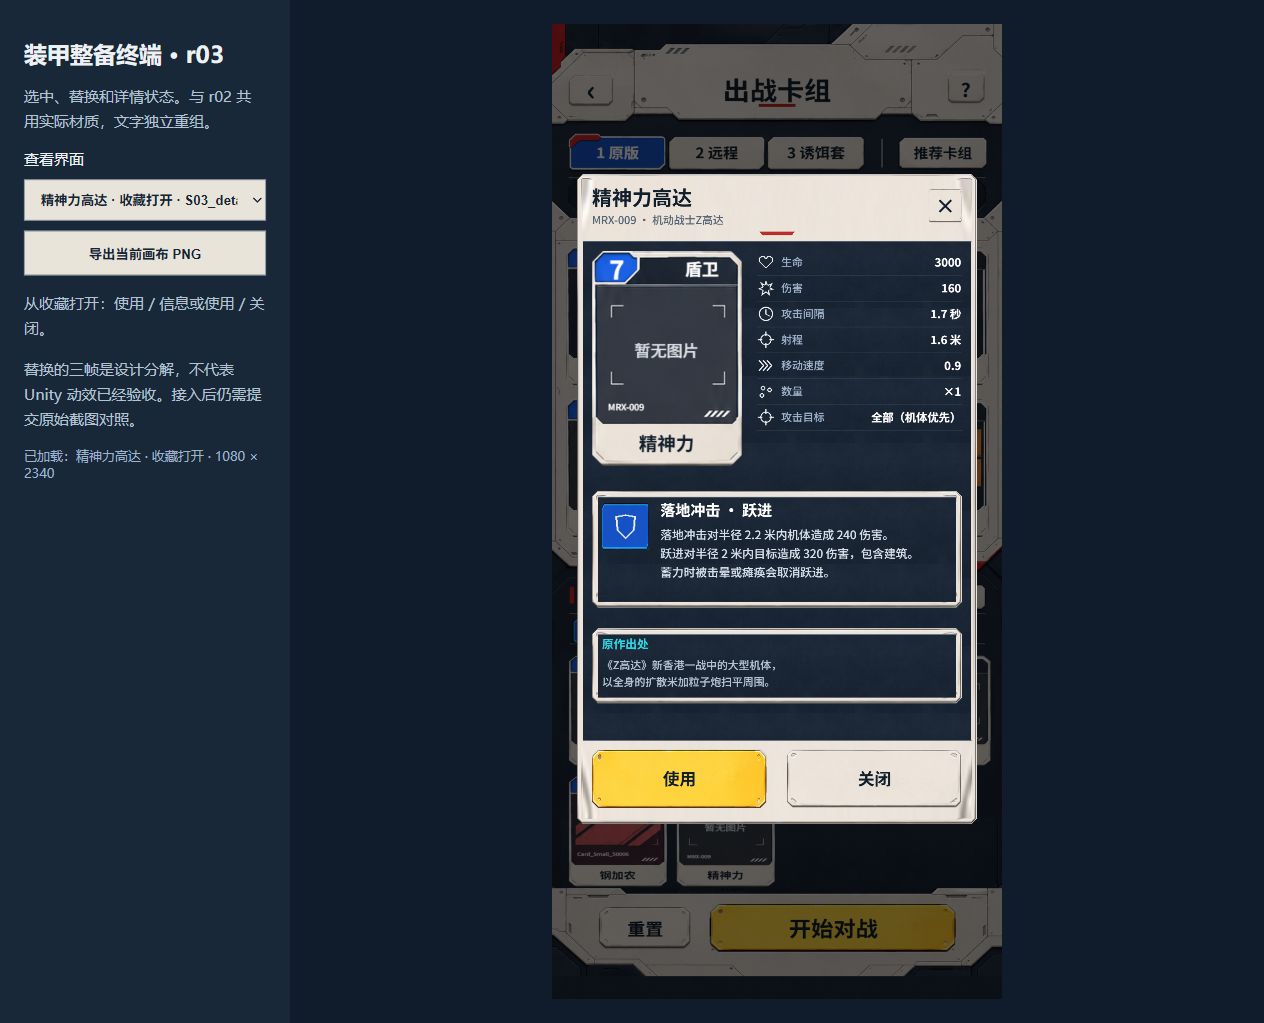 装甲整备终端 • r03
选中、替换和详情状态。与 r02 共
用实际材质，文字独立重组。
查看界面
精神力高达 · 收藏打开 · S03_deta
导出当前画布 PNG
从收藏打开：使用 / 信息或使用 / 关
闭。
替换的三帧是设计分解，不代表
Unity 动效已经验收。接入后仍需提
交原始截图对照。
已加载：精神力高达 · 收藏打开 · 1080 ×
2340
‹
出战卡组
?
1 原版
2 远程
3 诱饵套
推荐卡组
精神力高达
MRX-009 • 机动战士Z高达
×
7
盾卫
暂无图片
MRX-009
精神力
生命 3000
伤害 160
攻击间隔 1.7 秒
射程 1.6 米
移动速度 0.9
数量 ×1
攻击目标 全部（机体优先）
落地冲击 • 跃进
落地冲击对半径 2.2 米内机体造成 240 伤害。
跃进对半径 2 米内目标造成 320 伤害，包含建筑。
蓄力时被击晕或瘫痪会取消跃进。
原作出处
《Z高达》新香港一战中的大型机体，
以全身的扩散米加粒子炮扫平周围。
使用
关闭
暂无图片
Card_Small_50006
MRX-009
钢加农
精神力
重置
开始对战